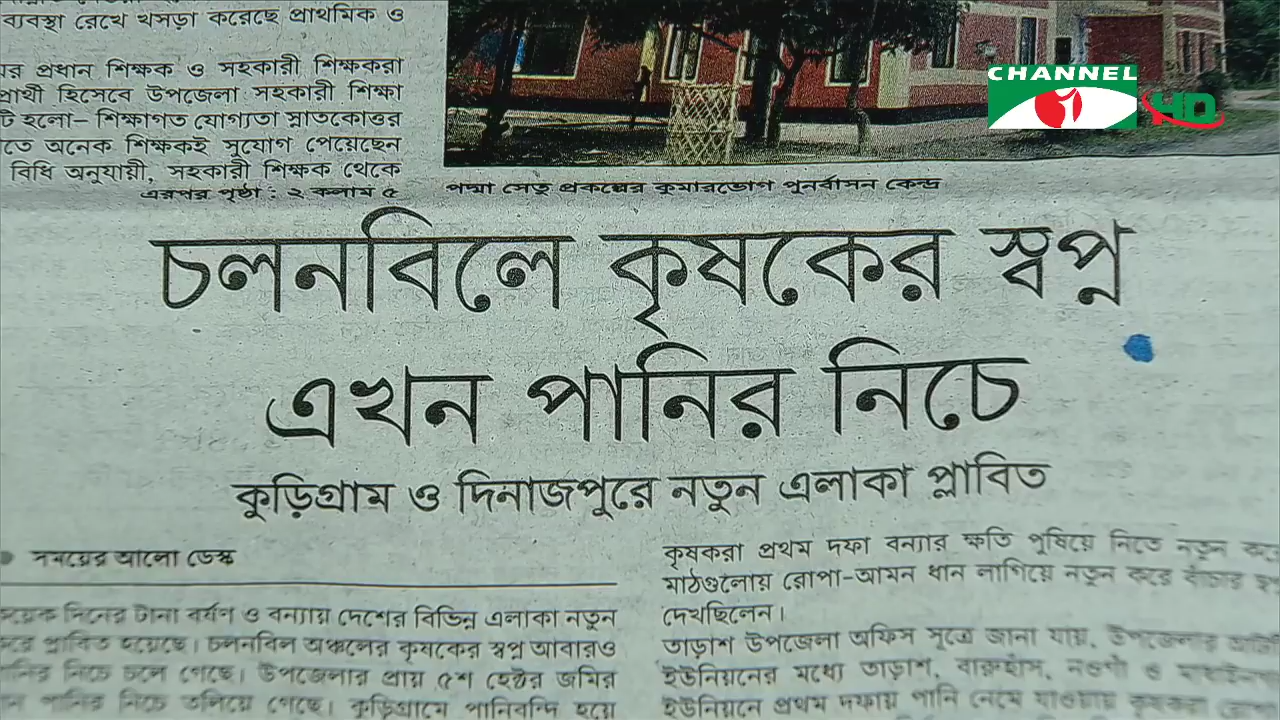 ব্যবস্থা রেখে খসড়া করেছে প্রাথমিক ও
প্রধান শিক্ষক ও সহকারী শিক্ষকরা
প্রার্থী হিসেবে উপজেলা সহকারী শিক্ষা
টি হলো– শিক্ষাগত যোগ্যতা স্নাতকোত্তর
তে অনেক শিক্ষকই সুযোগ পেয়েছেন
বিধি অনুযায়ী, সহকারী শিক্ষক থেকে
এরপর পৃষ্ঠা : ২ কলাম ৫
CHANNEL
i HD
পদ্মা সেতু প্রকল্পের কুমারভোগ পুনর্বাসন কেন্দ্র
চলনবিলে কৃষকের স্বপ্ন
এখন পানির নিচে
কুড়িগ্রাম ও দিনাজপুরে নতুন এলাকা প্লাবিত
সময়ের আলো ডেস্ক
কয়েক দিনের টানা বর্ষণ ও বন্যায় দেশের বিভিন্ন এলাকা নতুন
করে প্লাবিত হয়েছে। চলনবিল অঞ্চলের কৃষকের স্বপ্ন আবারও
পানির নিচে চলে গেছে। উপজেলার প্রায় ৫শ হেক্টর জমির
পানির নিচে তলিয়ে গেছে। কুড়িগ্রামে পানিবন্দি হয়ে
কৃষকরা প্রথম দফা বন্যার ক্ষতি পুষিয়ে নিতে নতুন করে
মাঠগুলোয় রোপা-আমন ধান লাগিয়ে নতুন করে বাঁচার স্বপ্ন
দেখছিলেন।
তাড়াশ উপজেলা অফিস সূত্রে জানা যায়, উপজেলার আটটি
ইউনিয়নের মধ্যে তাড়াশ, বারুহাঁস, নওগাঁ ও
ইউনিয়নে প্রথম দফায় পানি নেমে যাওয়ায় কৃষকরা রোপা